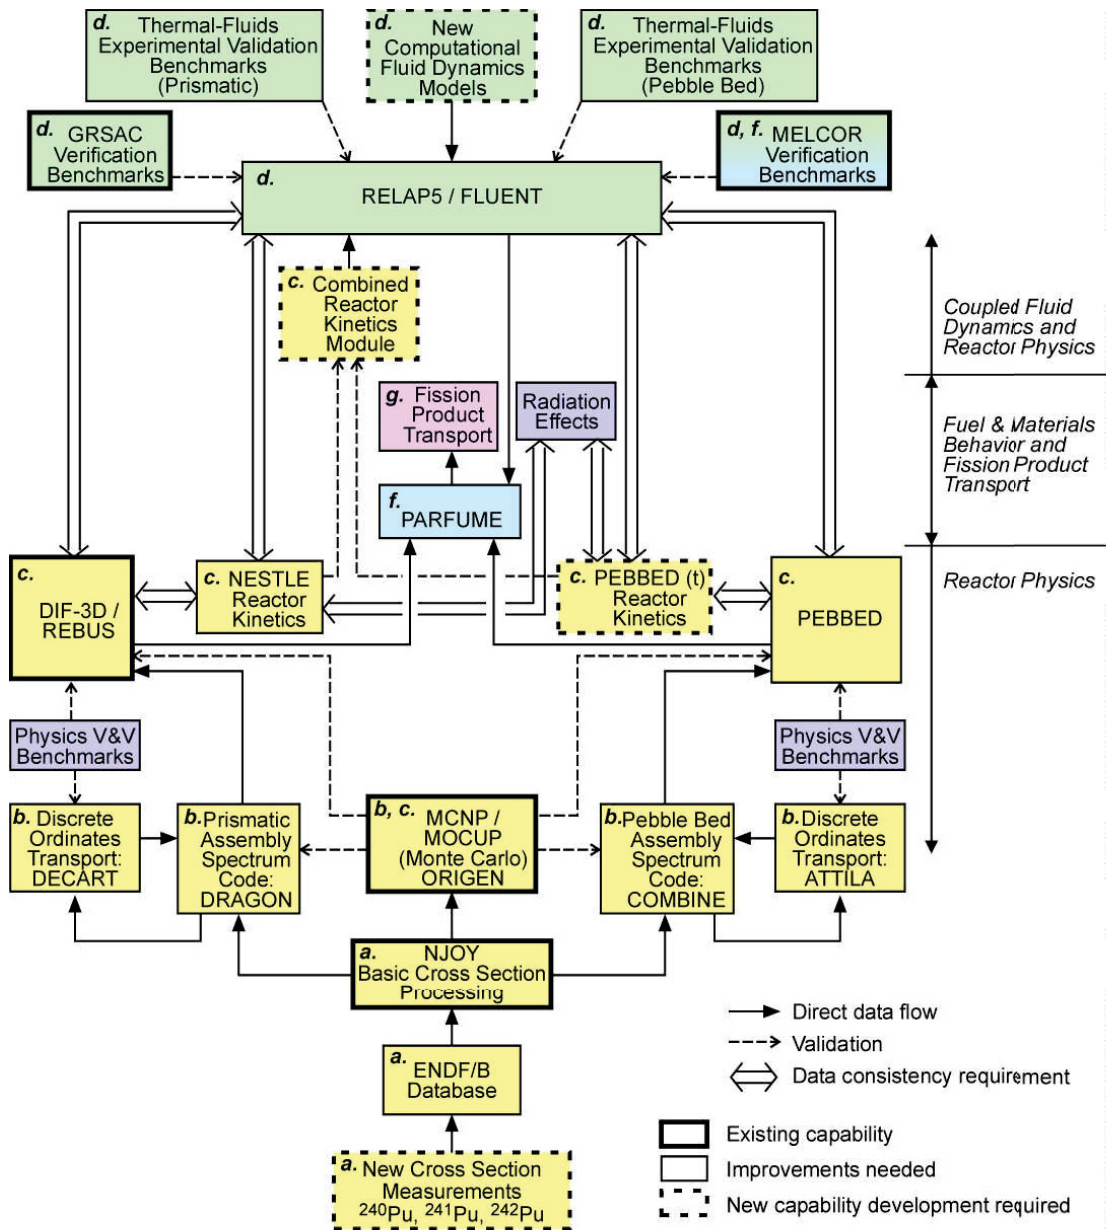 d. Thermal-Fluids
Experimental Validation
Benchmarks
(Prismatic)
d. New
Computational
Fluid Dynamics
Models
d. Thermal-Fluids
Experimental Validation
Benchmarks
(Pebble Bed)
d. GRSAC
Verification
Benchmarks
d, f. MELCOR
Verification
Benchmarks
d.
RELAP5 / FLUENT
c. Combined
Reactor
Kinetics
Module
Coupled Fluid
Dynamics and
Reactor Physics
g. Fission
Product
Transport
Radiation
Effects
Fuel & Materials
Behavior and
Fission Product
Transport
f.
PARFUME
c.
DIF-3D /
REBUS
c. NESTLE
Reactor
Kinetics
c. PEBBED (t)
Reactor
Kinetics
c.
PEBBED
Reactor Physics
Physics V&V
Benchmarks
Physics V&V
Benchmarks
b. Discrete
Ordinates
Transport:
DECART
b. Prismatic
Assembly
Spectrum
Code:
DRAGON
b, c. MCNP /
MOCUP
(Monte Carlo)
ORIGEN
b. Pebble Bed
Assembly
Spectrum
Code:
COMBINE
b. Discrete
Ordinates
Transport:
ATTILA
a. NJOY
Basic Cross Section
Processing
a. ENDF/B
Database
a. New Cross Section
Measurements
²⁴⁰Pu, ²⁴¹Pu, ²⁴²Pu
Direct data flow
Validation
Data consistency requirement
Existing capability
Improvements needed
New capability development required